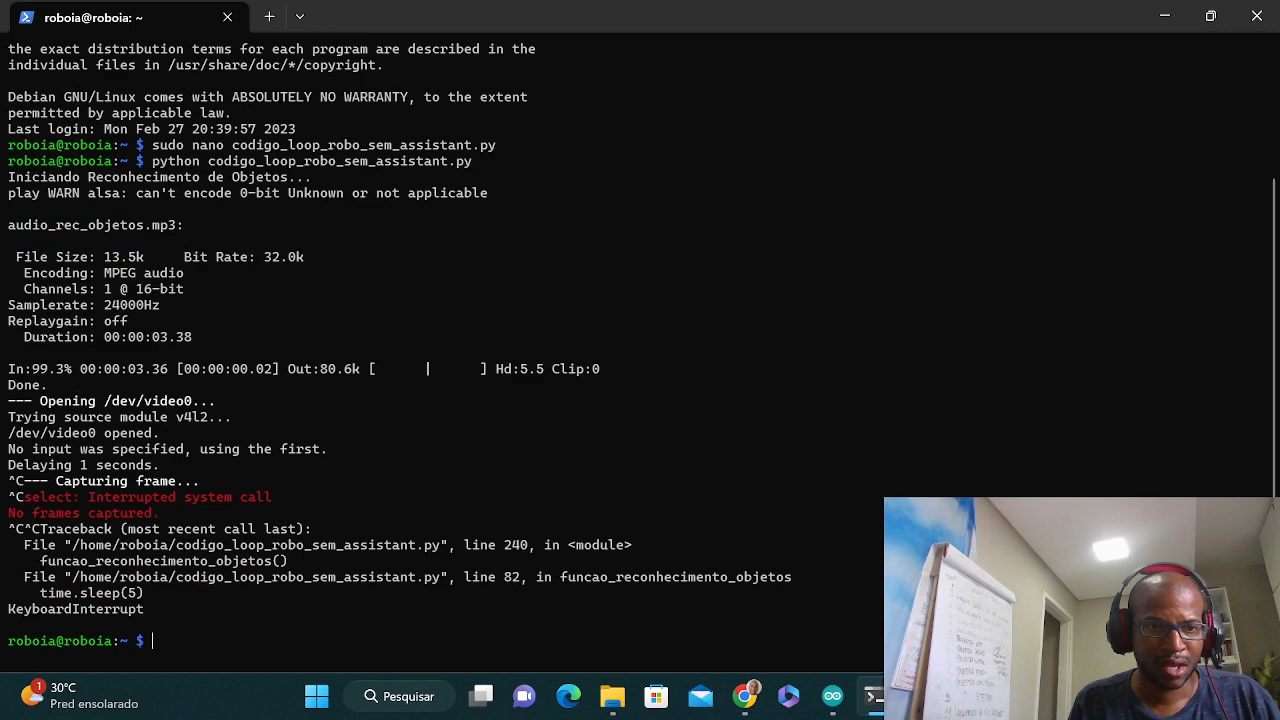 roboia@roboia: ~
the exact distribution terms for each program are described in the
individual files in /usr/share/doc/*/copyright.
Debian GNU/Linux comes with ABSOLUTELY NO WARRANTY, to the extent
permitted by applicable law.
Last login: Mon Feb 27 20:39:57 2023
roboia@roboia:~ $ sudo nano codigo_loop_robo_sem_assistant.py
roboia@roboia:~ $ python codigo_loop_robo_sem_assistant.py
Iniciando Reconhecimento de Objetos...
play WARN alsa: can't encode 0-bit Unknown or not applicable
audio_rec_objetos.mp3:
File Size: 13.5k Bit Rate: 32.0k
Encoding: MPEG audio
Channels: 1 @ 16-bit
Samplerate: 24000Hz
Replaygain: off
Duration: 00:00:03.38
In:99.3% 00:00:03.36 [00:00:00.02] Out:80.6k [ | ] Hd:5.5 Clip:0
Done.
--- Opening /dev/video0...
Trying source module v4l2...
/dev/video0 opened.
No input was specified, using the first.
Delaying 1 seconds.
^C--- Capturing frame...
^Cselect: Interrupted system call
No frames captured.
^C^CTraceback (most recent call last):
File "/home/roboia/codigo_loop_robo_sem_assistant.py", line 240, in <module>
funcao_reconhecimento_objetos()
File "/home/roboia/codigo_loop_robo_sem_assistant.py", line 82, in funcao_reconhecimento_objetos
time.sleep(5)
KeyboardInterrupt
roboia@roboia:~ $
1
30°C
Pred ensolarado
Pesquisar